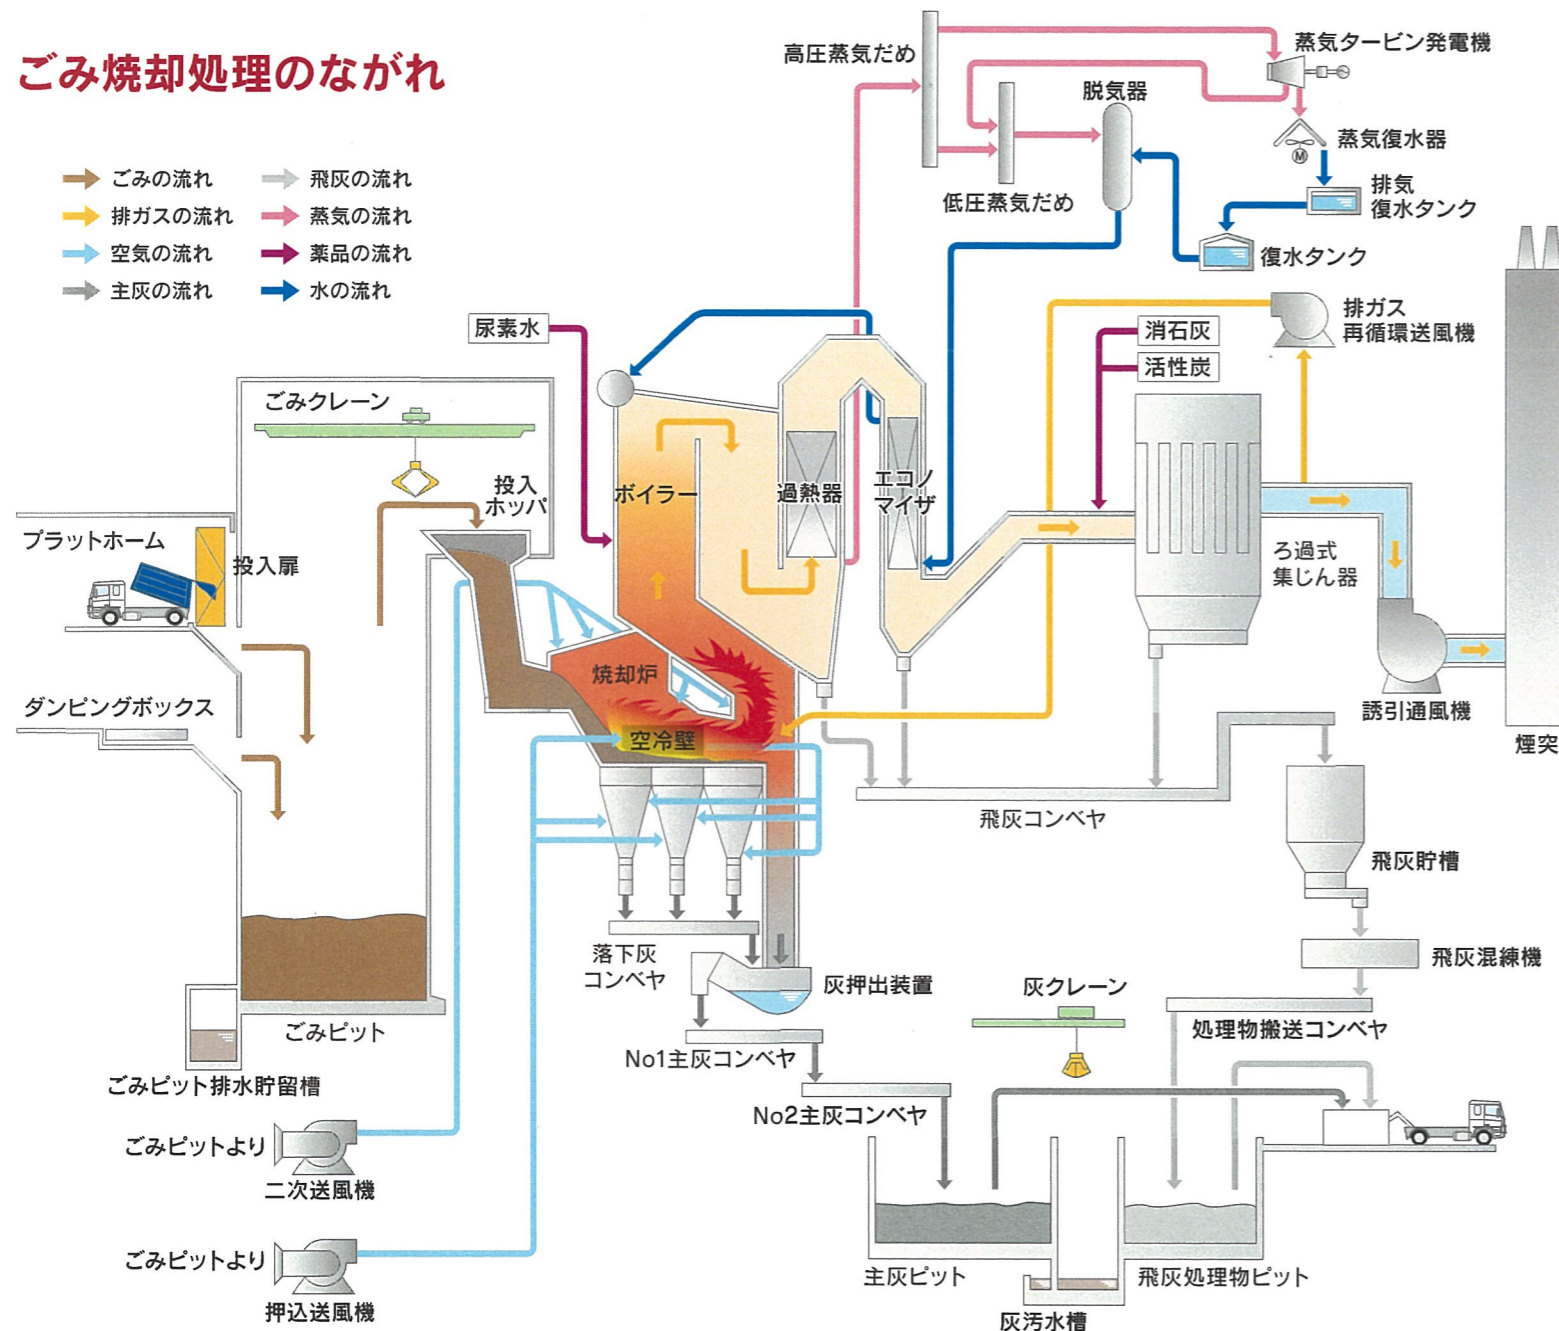 ごみ焼却処理のながれ
ごみの流れ
排ガスの流れ
空気の流れ
主灰の流れ
飛灰の流れ
蒸気の流れ
薬品の流れ
水の流れ
高圧蒸気だめ
蒸気タービン発電機
脱気器
蒸気復水器
M
低圧蒸気だめ
排気
復水タンク
復水タンク
尿素水
消石灰
活性炭
排ガス
再循環送風機
ごみクレーン
投入
ホッパ
ボイラー
過熱器
エコノ
マイザ
プラットホーム
投入扉
ろ過式
集じん器
焼却炉
ダンピングボックス
空冷壁
誘引通風機
煙突
飛灰コンベヤ
飛灰貯槽
落下灰
コンベヤ
灰押出装置
灰クレーン
飛灰混練機
処理物搬送コンベヤ
ごみピット
No1主灰コンベヤ
ごみピット排水貯留槽
No2主灰コンベヤ
ごみピットより
二次送風機
ごみピットより
押込送風機
主灰ピット
飛灰処理物ピット
灰汚水槽